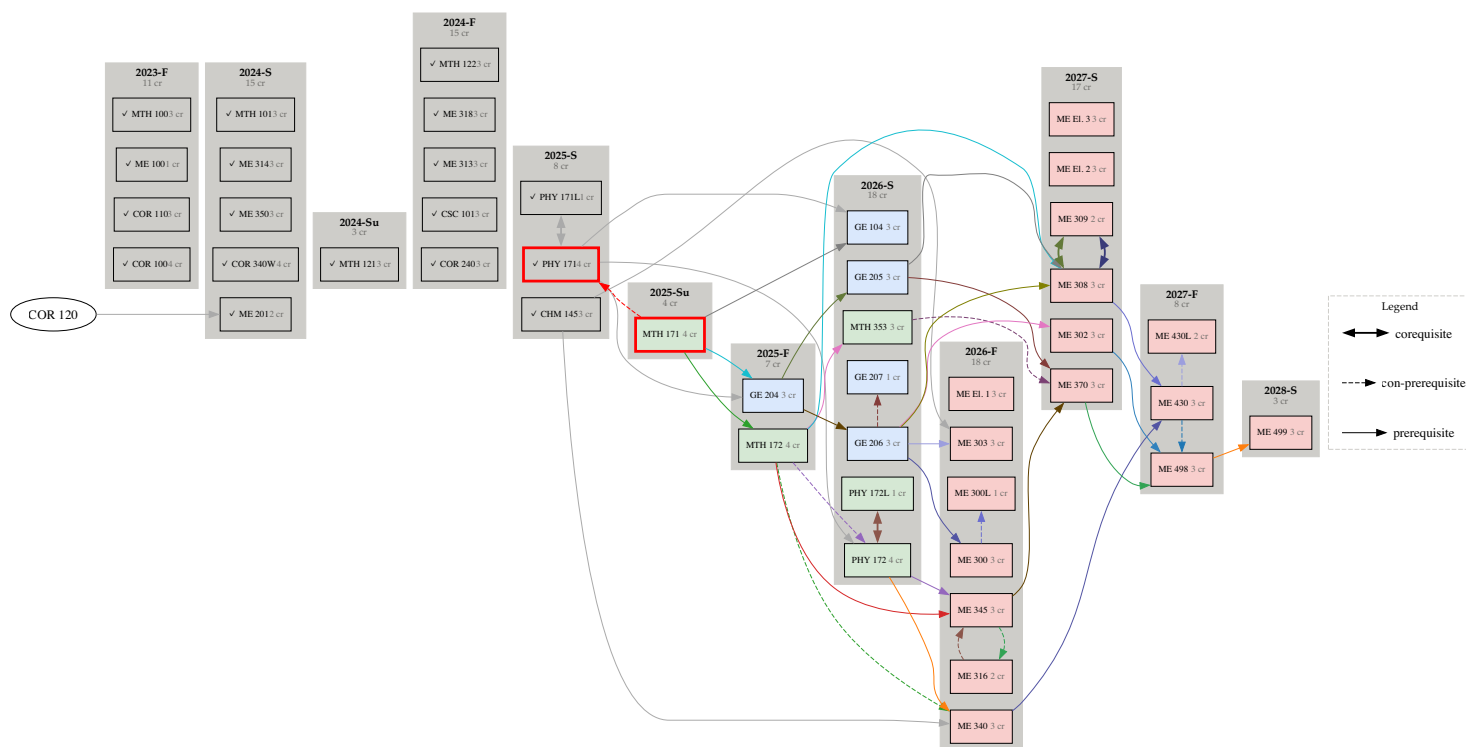 COR 120
2023-F
11 cr
✓ MTH 100 3 cr
✓ ME 100 1 cr
✓ COR 110 3 cr
✓ COR 100 4 cr
2024-S
15 cr
✓ MTH 101 3 cr
✓ ME 314 3 cr
✓ ME 350 3 cr
✓ COR 340W 4 cr
✓ ME 201 2 cr
2024-Su
3 cr
✓ MTH 121 3 cr
2024-F
15 cr
✓ MTH 122 3 cr
✓ ME 318 3 cr
✓ ME 313 3 cr
✓ CSC 101 3 cr
✓ COR 240 3 cr
2025-S
8 cr
✓ PHY 171L 1 cr
✓ PHY 171 4 cr
✓ CHM 145 3 cr
2025-Su
4 cr
MTH 171 4 cr
2025-F
7 cr
GE 204 3 cr
MTH 172 4 cr
2026-S
18 cr
GE 104 3 cr
GE 205 3 cr
MTH 353 3 cr
GE 207 1 cr
GE 206 3 cr
PHY 172L 1 cr
PHY 172 4 cr
2026-F
18 cr
ME El. 1 3 cr
ME 303 3 cr
ME 300L 1 cr
ME 300 3 cr
ME 345 3 cr
ME 316 2 cr
ME 340 3 cr
2027-S
17 cr
ME El. 3 3 cr
ME El. 2 3 cr
ME 309 2 cr
ME 308 3 cr
ME 302 3 cr
ME 370 3 cr
2027-F
8 cr
ME 430L 2 cr
ME 430 3 cr
ME 498 3 cr
2028-S
3 cr
ME 499 3 cr
Legend
corequisite
con-prerequisite
prerequisite